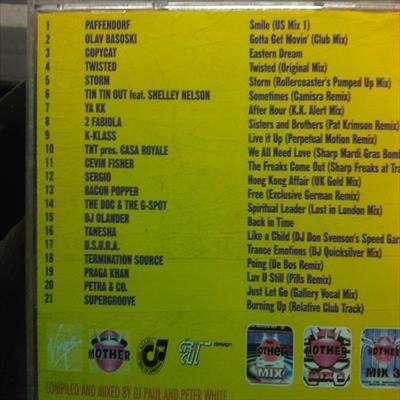 1 PAFFENDORF Smile (US Mix 1)
2 OLAV BASOSKI Gotta Get Movin' (Club Mix)
3 COPYCAT Eastern Dream
4 TWISTED Twisted (Original Mix)
5 STORM Storm (Rollercoaster's Pumped Up Mix)
6 TIN TIN OUT feat. SHELLEY NELSON Sometimes (Camisra Remix)
7 YA KK After Hour (K.K. Alert Mix)
8 2 FABIOLA Sisters and Brothers (Pat Krimson Remix)
9 K-KLASS Live it Up (Perpetual Motion Remix)
10 TNT pres. CASA ROYALE We All Need Love (Sharp Mardi Gras Bomb
11 CEVIN FISHER The Freaks Come Out (Sharp Freaks at Tra
12 SERGIO Hong Kong Affair (UK Gold Mix)
13 BACON POPPER Free (Exclusive German Remix)
14 THE DOC & THE G-SPOT Spiritual Leader (Lost in London Mix)
15 DJ OLANDER Back in Time
16 TANESHA Like a Child (DJ Don Svenson's Speed Gara
17 U.S.U.R.A. Trance Emotions (DJ Quicksilver Mix)
18 TERMINATION SOURCE Poing (De Bos Remix)
19 PRAGA KHAN Luv U Still (Pills Remix)
20 PETRA & CO. Just Let Go (Gallery Vocal Mix)
21 SUPERGROOVE Burning Up (Relative Club Track)
Virgin MOTHER DESIGN MOTHER MIX MOTHER MIX 3
COMPILED AND MIXED BY DJ PAUL AND PETER WHITE